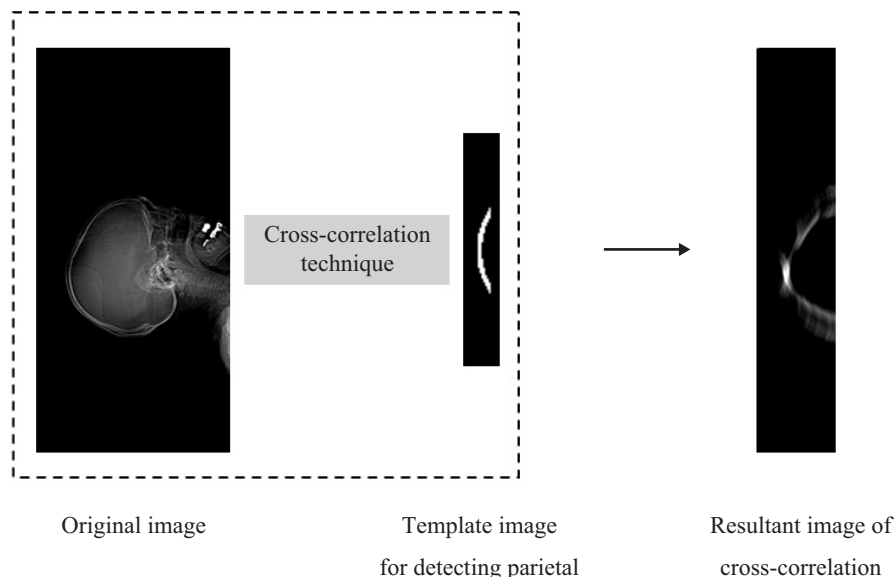 Cross-correlation
technique
Original image
Template image
for detecting parietal
Resultant image of
cross-correlation